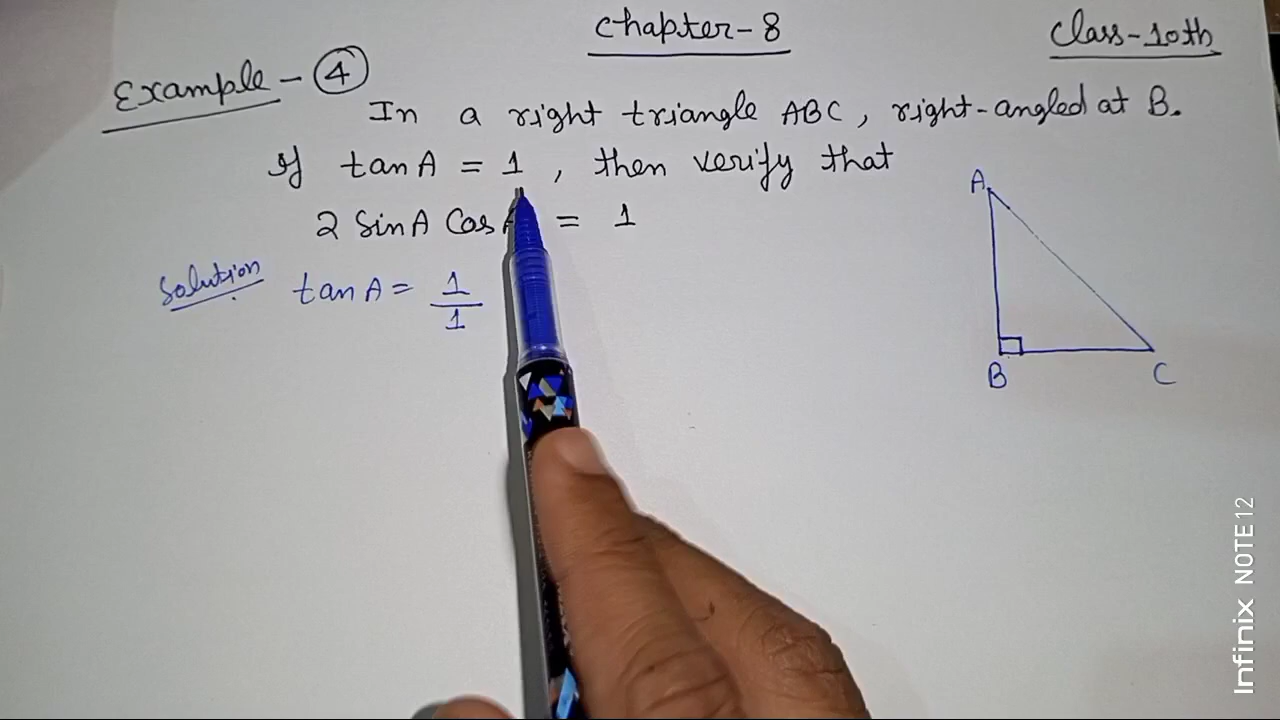 Chapter-8
Class-10th
Example-4
In a right triangle ABC, right-angled at B.
If tan A = 1, then verify that
2 Sin A Cos A = 1
Solution tan A = 1/1
A
B
C
Infinix NOTE 12